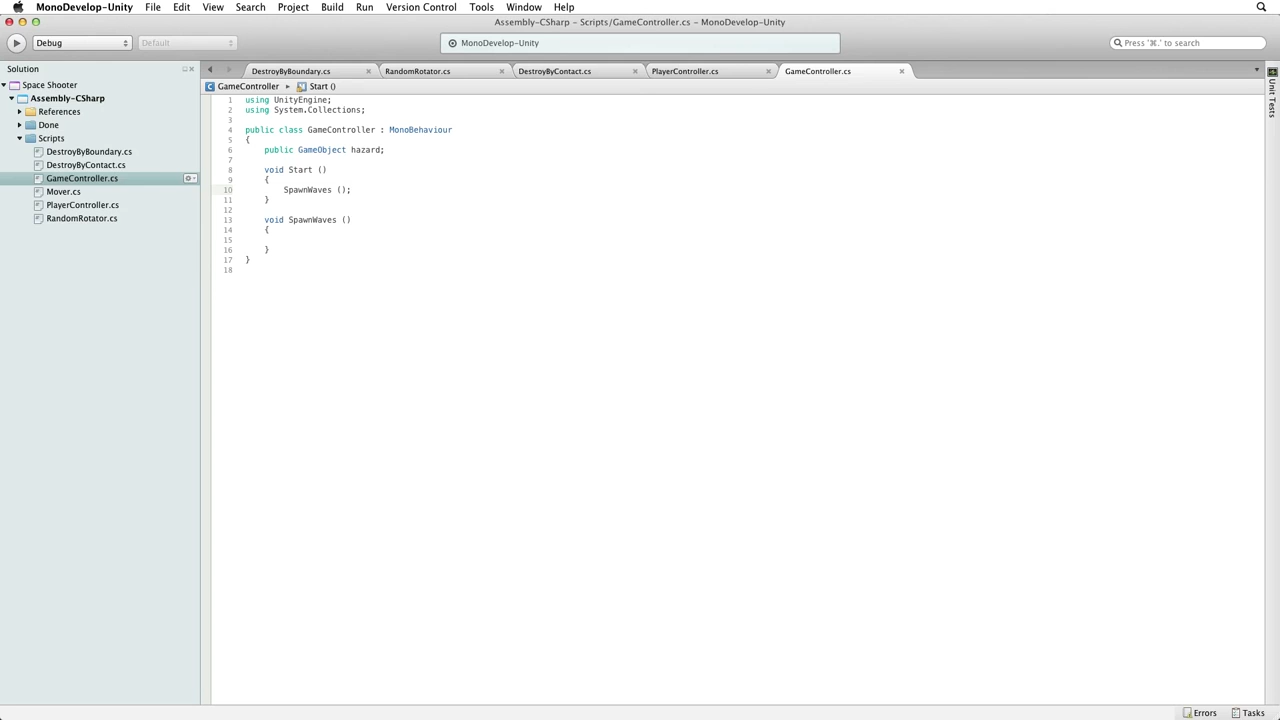 MonoDevelop-Unity File Edit View Search Project Build Run Version Control Tools Window Help
Assembly-CSharp – Scripts/GameController.cs – MonoDevelop-Unity
Debug Default MonoDevelop-Unity Press '⌘.' to search
Solution
Space Shooter
Assembly-CSharp
References
Done
Scripts
DestroyByBoundary.cs
DestroyByContact.cs
GameController.cs
Mover.cs
PlayerController.cs
RandomRotator.cs
DestroyByBoundary.cs RandomRotator.cs DestroyByContact.cs PlayerController.cs GameController.cs
C GameController Start ()
1 using UnityEngine;
2 using System.Collections;
3
4 public class GameController : MonoBehaviour
5 {
6 public GameObject hazard;
7
8 void Start ()
9 {
10 SpawnWaves ();
11 }
12
13 void SpawnWaves ()
14 {
15
16 }
17 }
18
Unit Tests
Errors Tasks